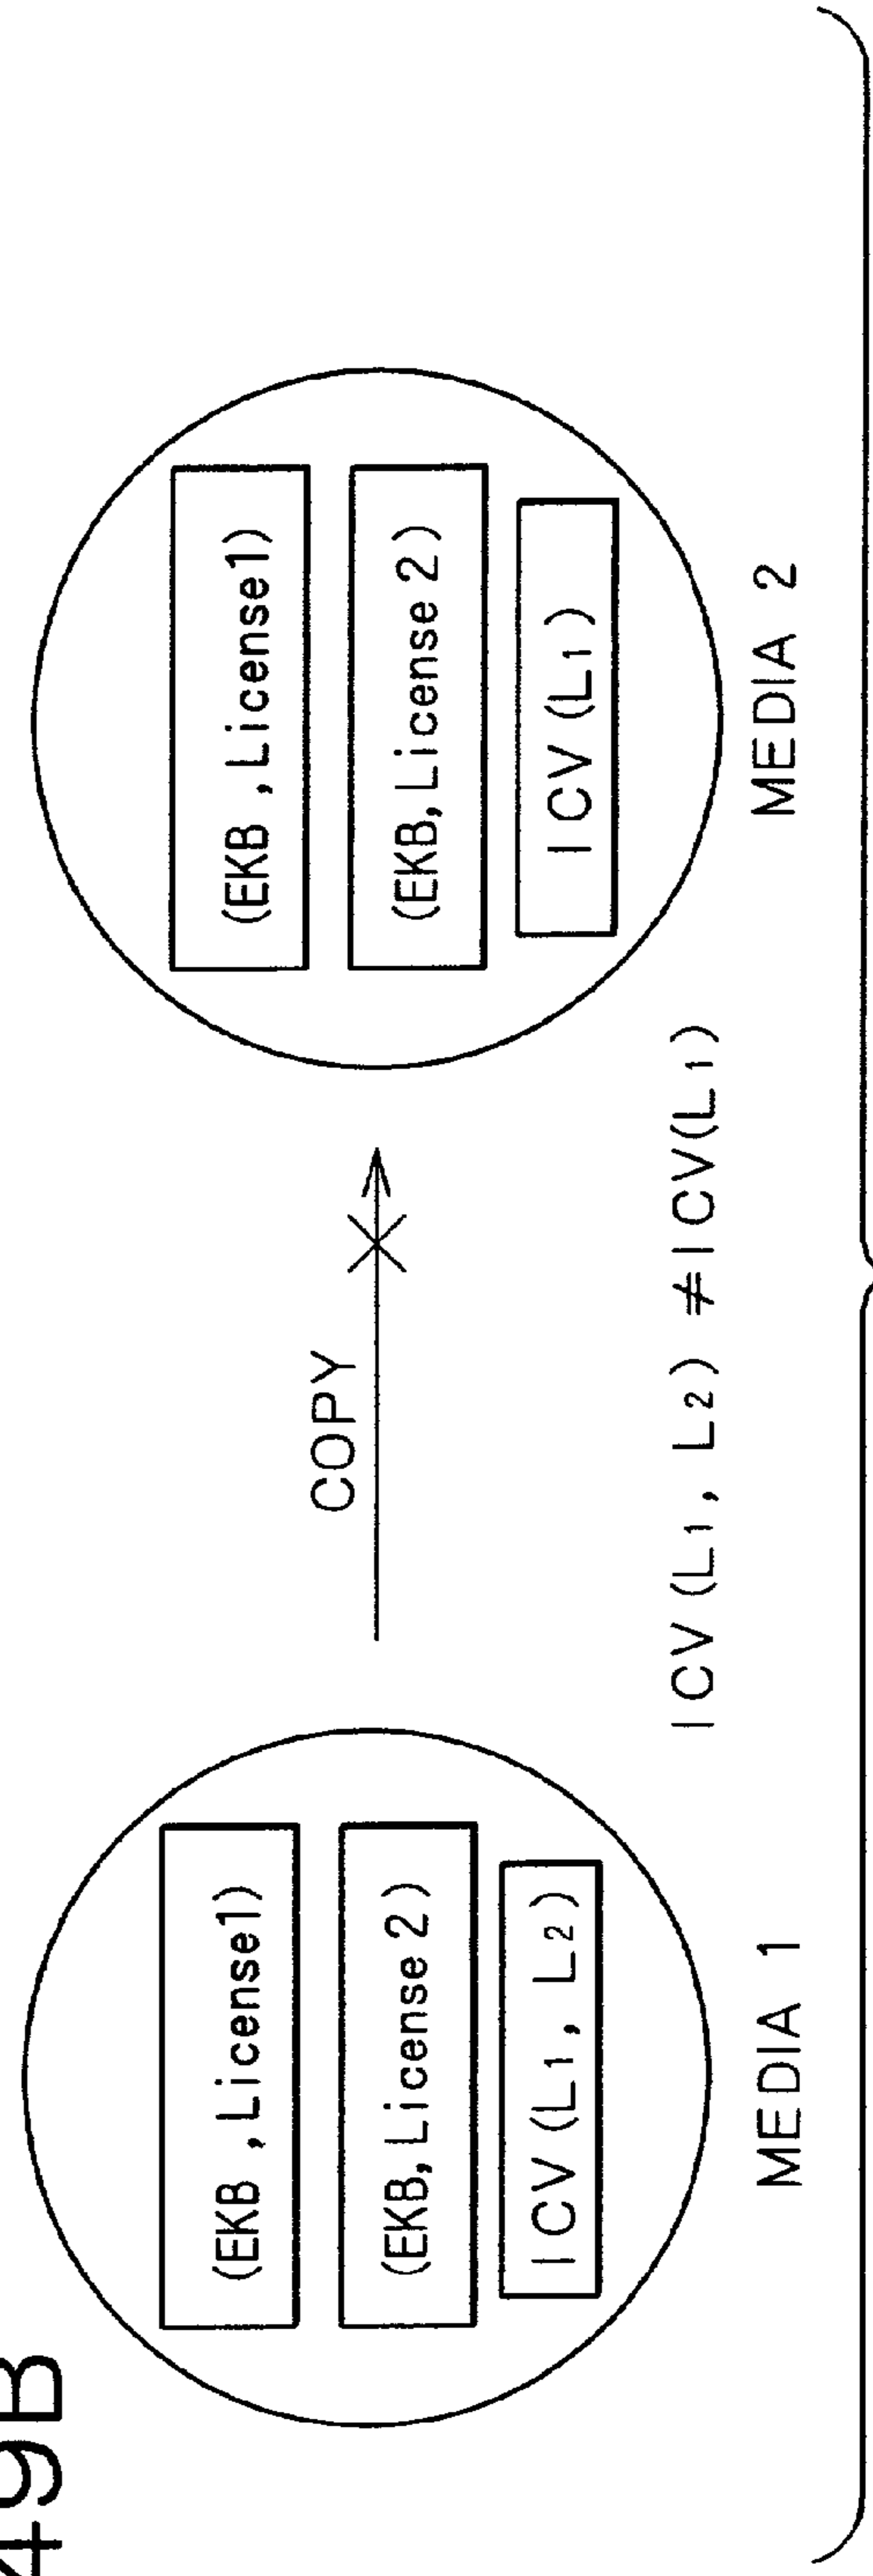 49B
(EKB, License1)
(EKB, License 2)
ICV (L1, L2)
MEDIA 1
COPY
ICV (L1, L2) ≠ ICV(L1)
(EKB, License1)
(EKB, License 2)
ICV (L1)
MEDIA 2